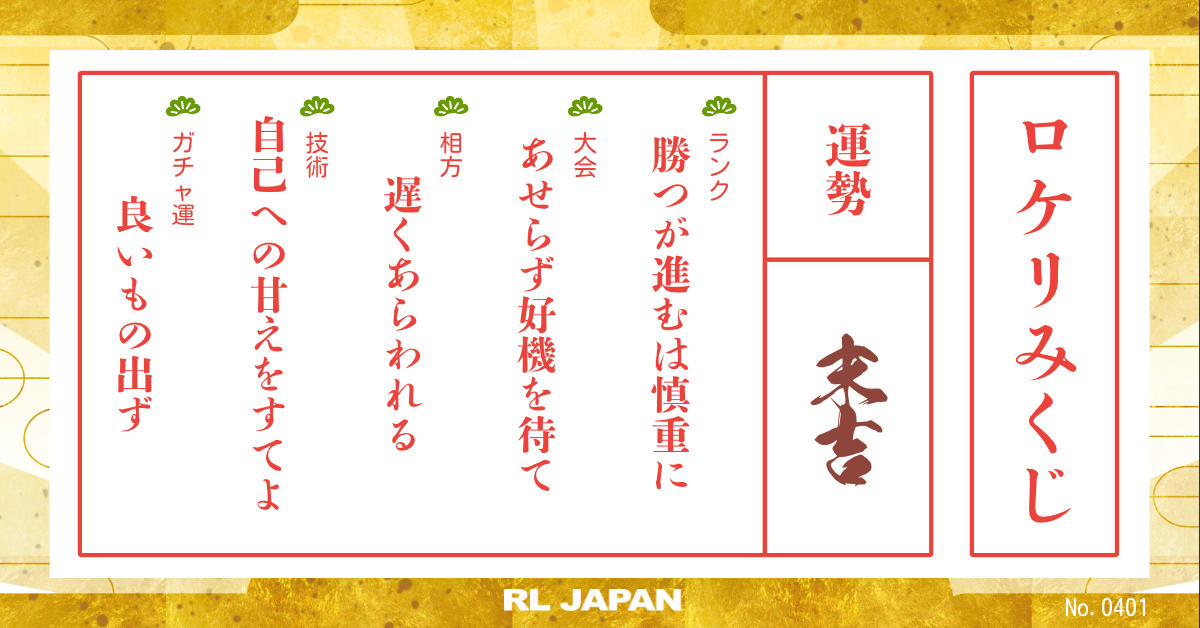 ロケリみくじ
運勢
末吉
ランク
勝つが進むは慎重に
大会
あせらず好機を待て
相方
遅くあらわれる
技術
自己への甘えをすてよ
ガチャ運
良いもの出ず
RL JAPAN
No. 0401